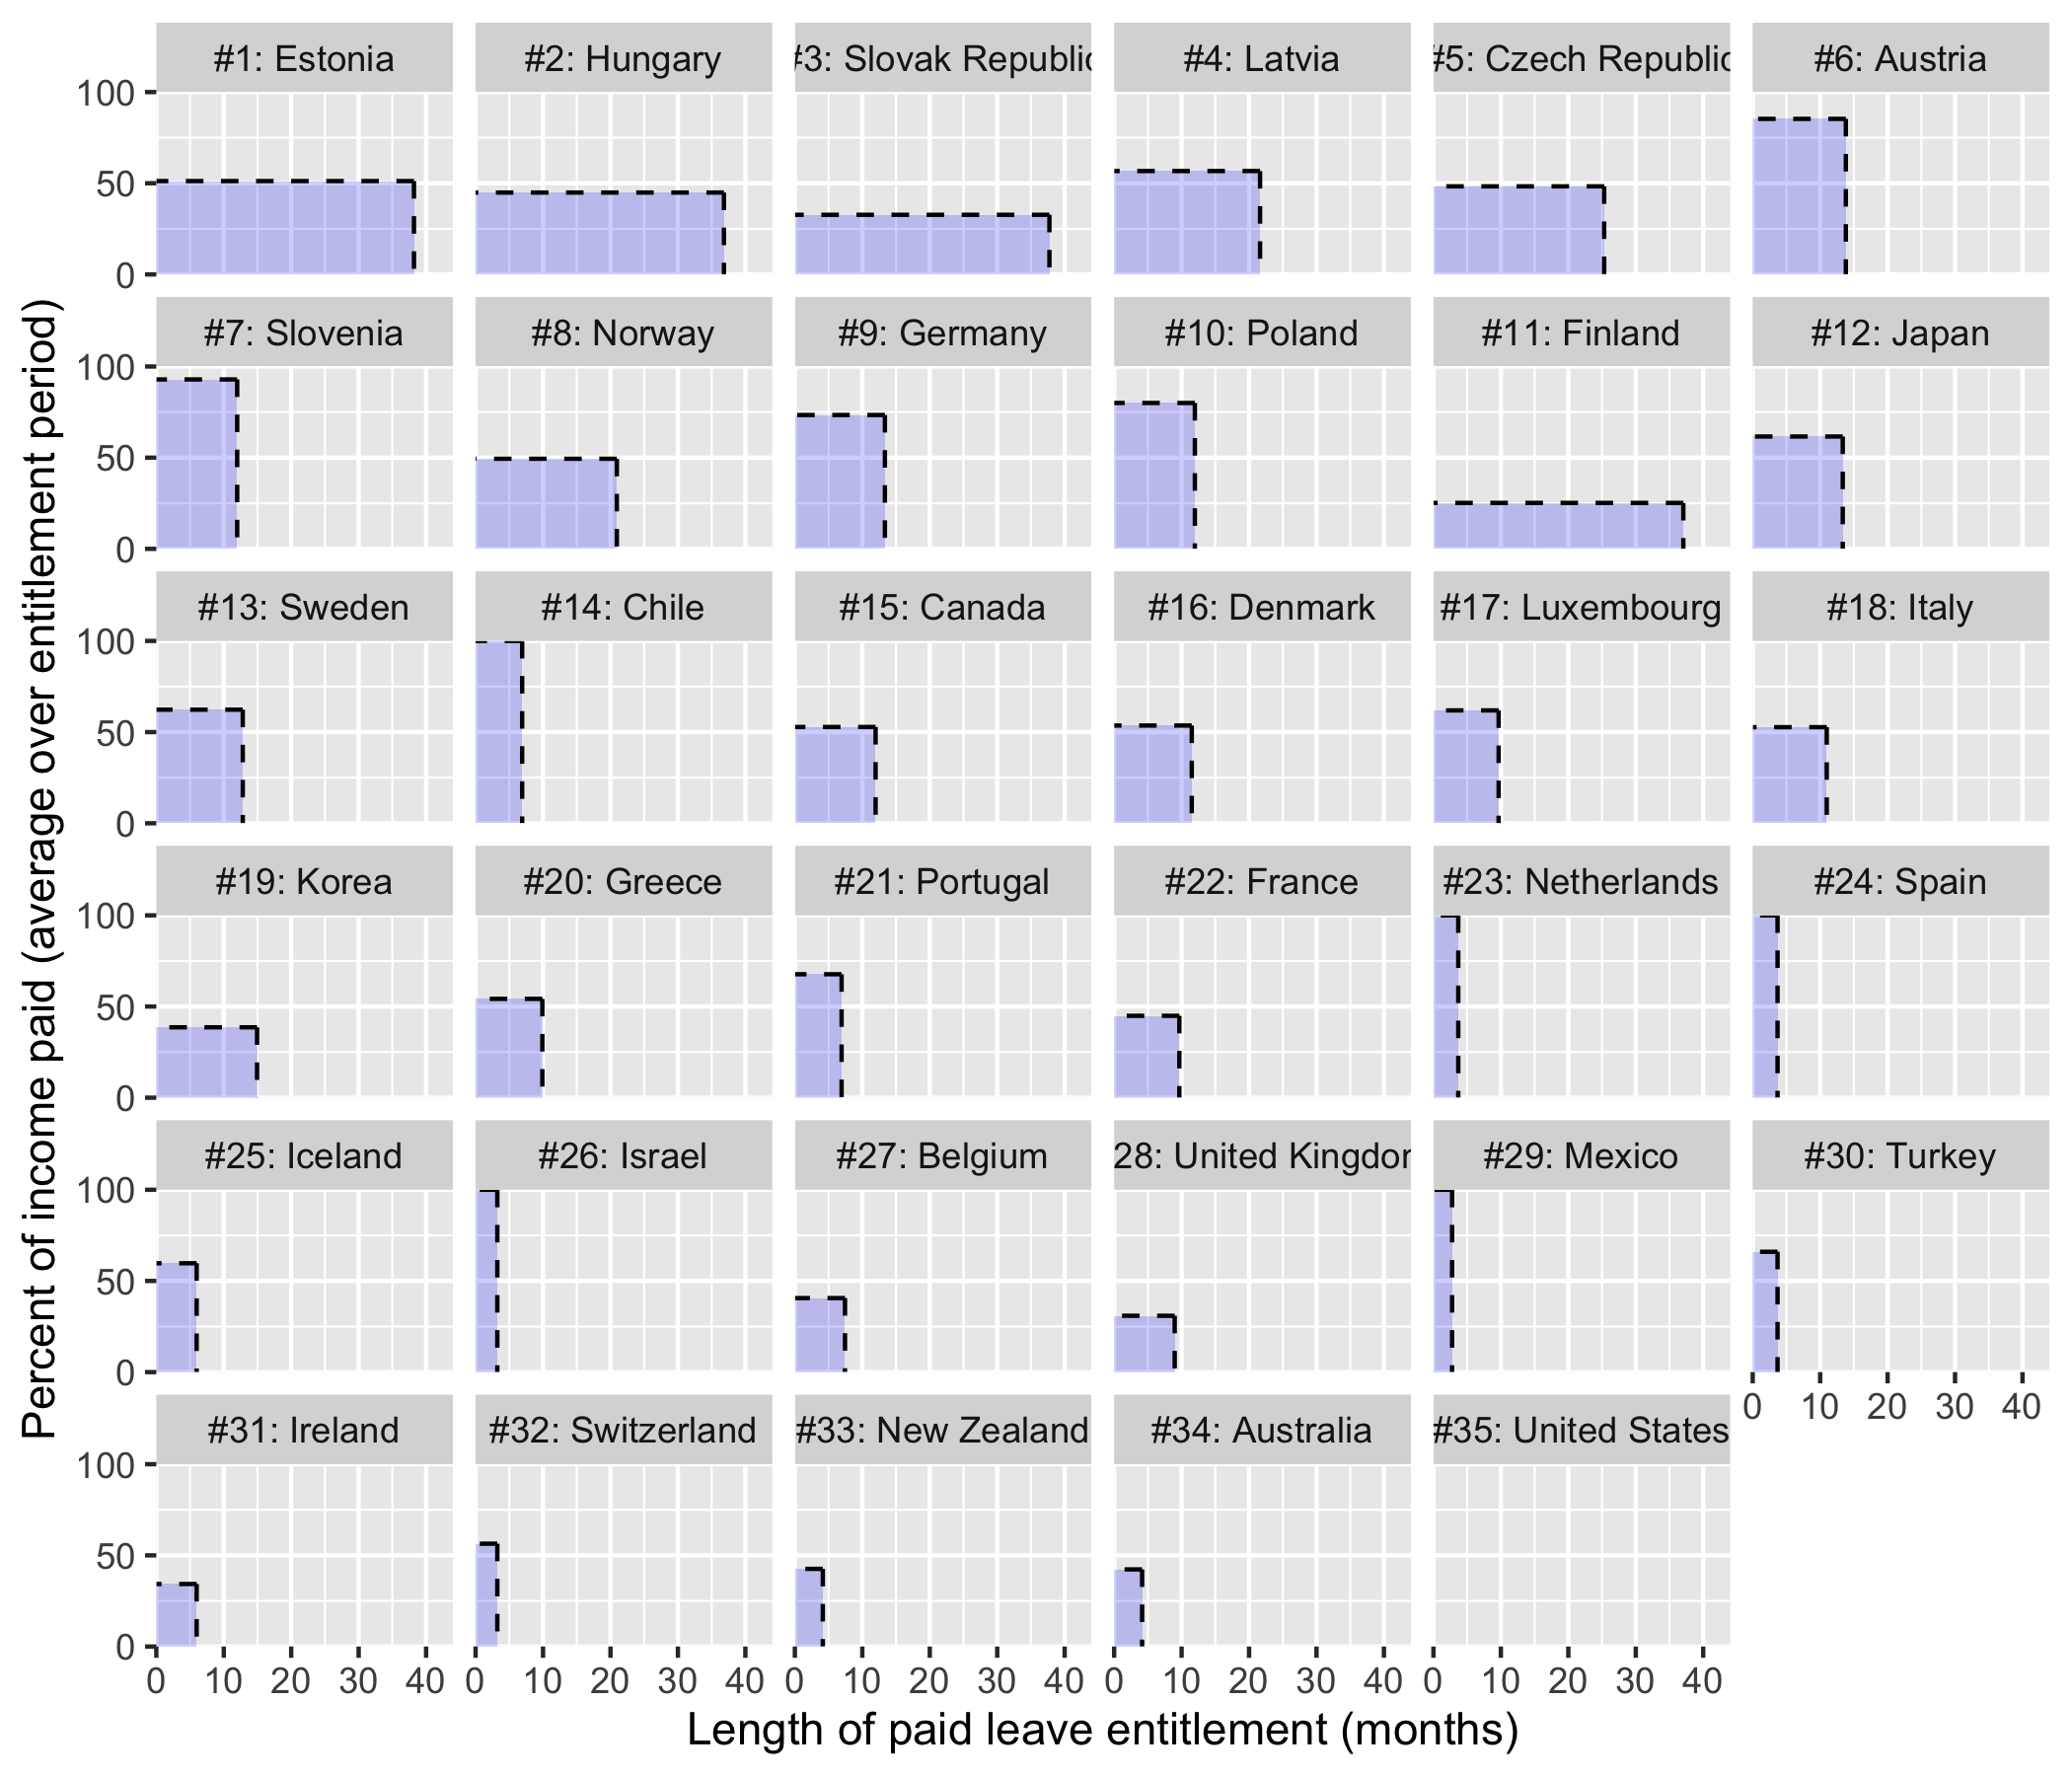 #1: Estonia
#2: Hungary
#3: Slovak Republic
#4: Latvia
#5: Czech Republic
#6: Austria
100
50
0
#7: Slovenia
#8: Norway
#9: Germany
#10: Poland
#11: Finland
#12: Japan
100
50
0
#13: Sweden
#14: Chile
#15: Canada
#16: Denmark
#17: Luxembourg
#18: Italy
100
50
0
#19: Korea
#20: Greece
#21: Portugal
#22: France
#23: Netherlands
#24: Spain
100
50
0
#25: Iceland
#26: Israel
#27: Belgium
28: United Kingdor
#29: Mexico
#30: Turkey
100
50
0
0 10 20 30 40
#31: Ireland
#32: Switzerland
#33: New Zealand
#34: Australia
#35: United States
100
50
0
0 10 20 30 40
0 10 20 30 40
0 10 20 30 40
0 10 20 30 40
0 10 20 30 40
Length of paid leave entitlement (months)
Percent of income paid (average over entitlement period)